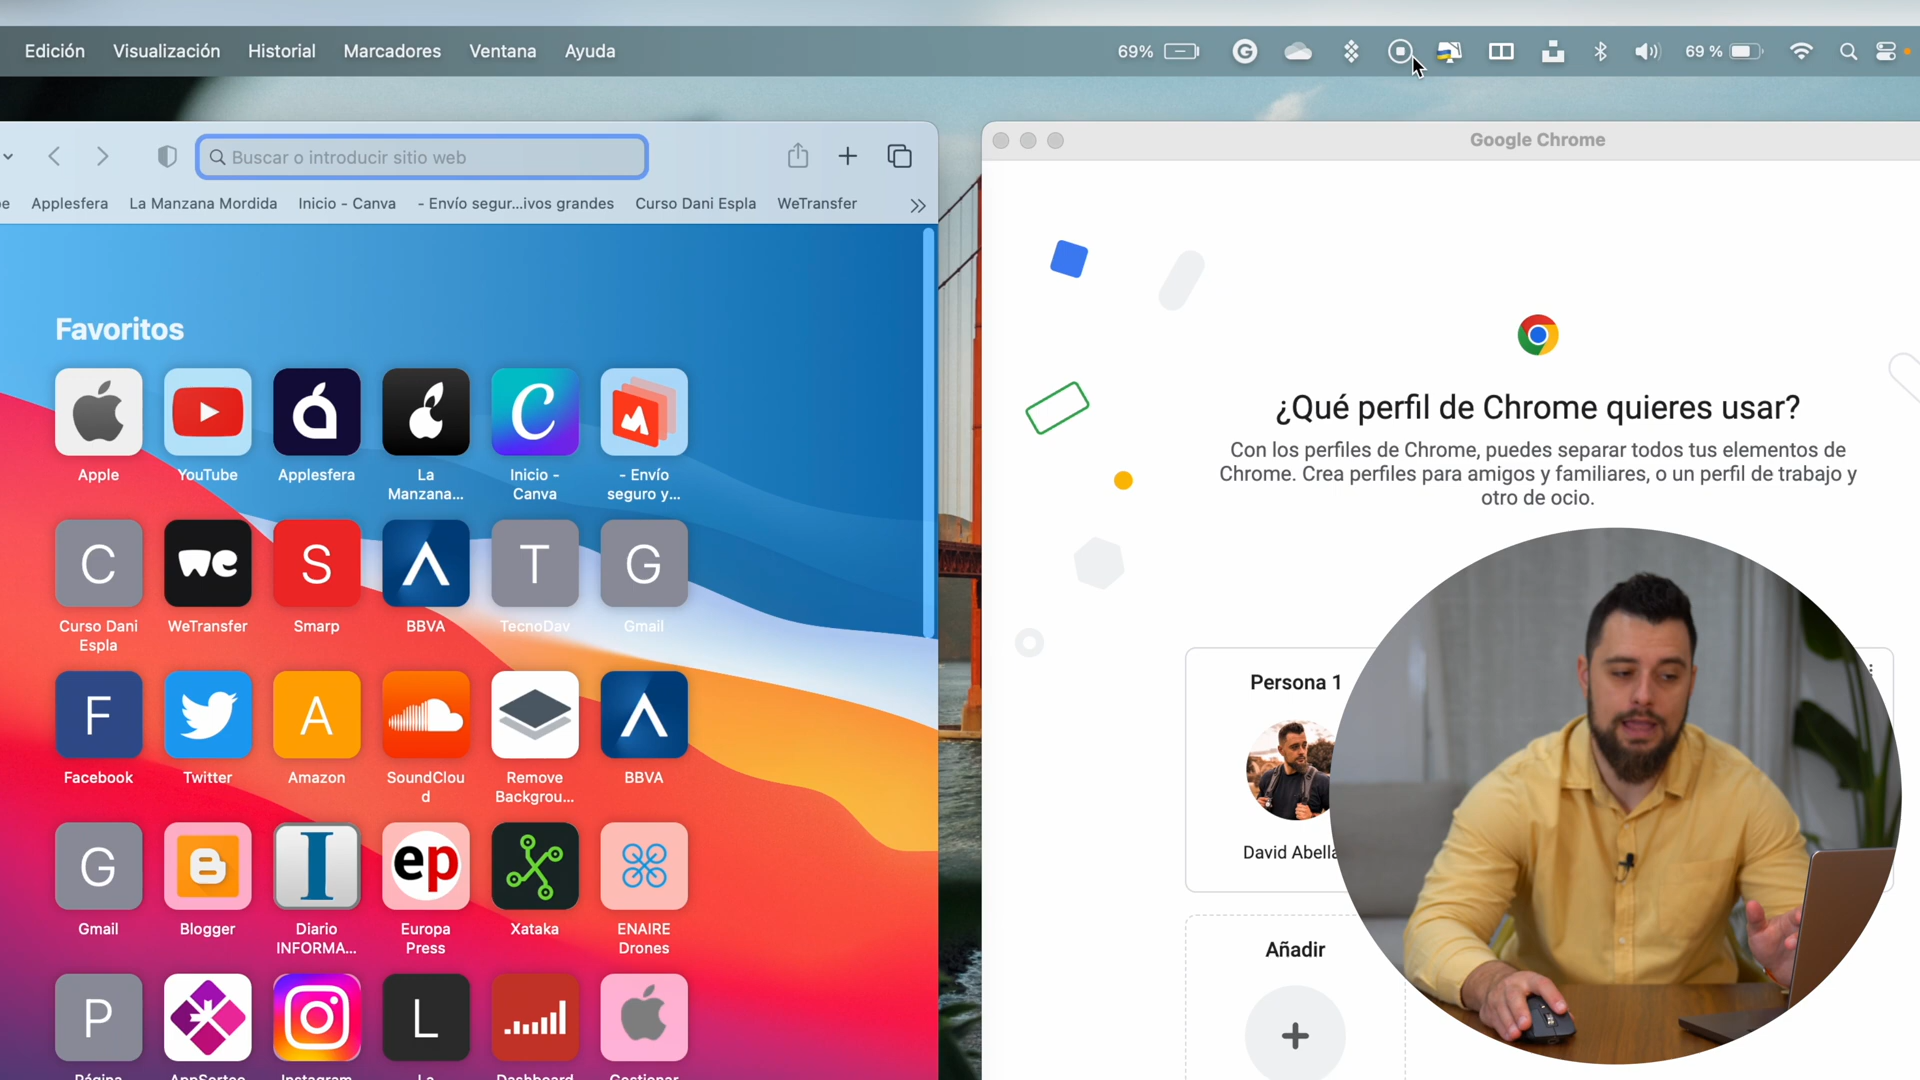 Edición Visualización Historial Marcadores Ventana Ayuda 69% 69 %
Buscar o introducir sitio web
Applesfera La Manzana Mordida Inicio - Canva - Envío segur...ivos grandes Curso Dani Espla WeTransfer
Favoritos
Apple YouTube Applesfera La Manzana... Inicio - Canva - Envío seguro y...
C we S T G
Curso Dani Espla WeTransfer Smarp BBVA TecnoDav Gmail
F A
Facebook Twitter Amazon SoundCloud Remove Backgrou... BBVA
G B I ep
Gmail Blogger Diario INFORMA... Europa Press Xataka ENAIRE Drones
P L
Google Chrome
¿Qué perfil de Chrome quieres usar?
Con los perfiles de Chrome, puedes separar todos tus elementos de
Chrome. Crea perfiles para amigos y familiares, o un perfil de trabajo y
otro de ocio.
Persona 1
David Abella
Añadir